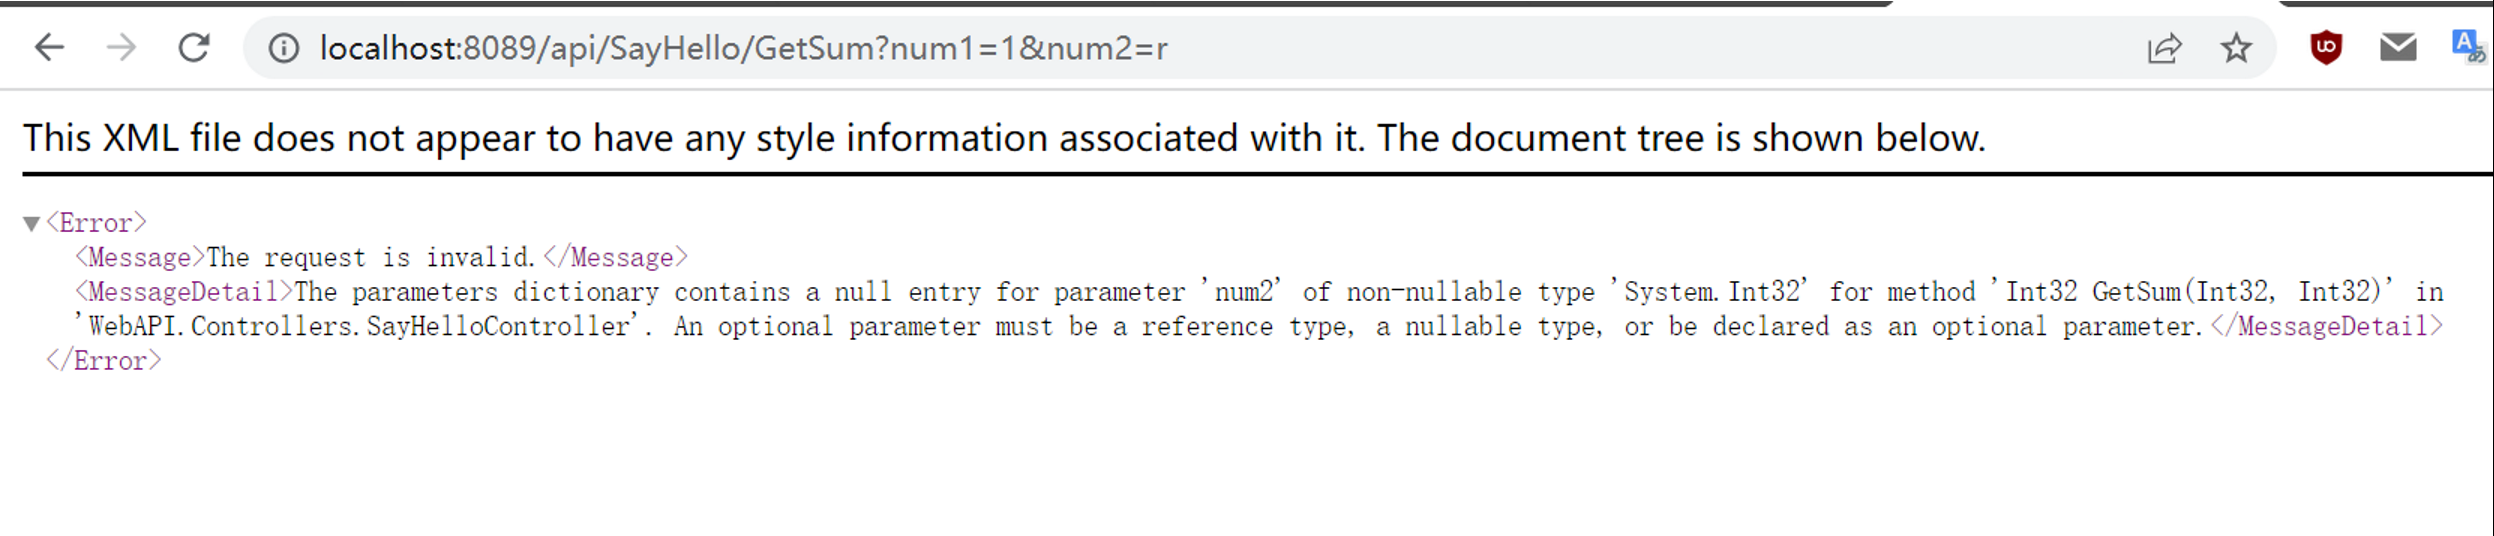 localhost:8089/api/SayHello/GetSum?num1=1&num2=r
This XML file does not appear to have any style information associated with it. The document tree is shown below.
<Error>
<Message>The request is invalid.</Message>
<MessageDetail>The parameters dictionary contains a null entry for parameter 'num2' of non-nullable type 'System.Int32' for method 'Int32 GetSum(Int32, Int32)' in
'WebAPI.Controllers.SayHelloController'. An optional parameter must be a reference type, a nullable type, or be declared as an optional parameter.</MessageDetail>
</Error>